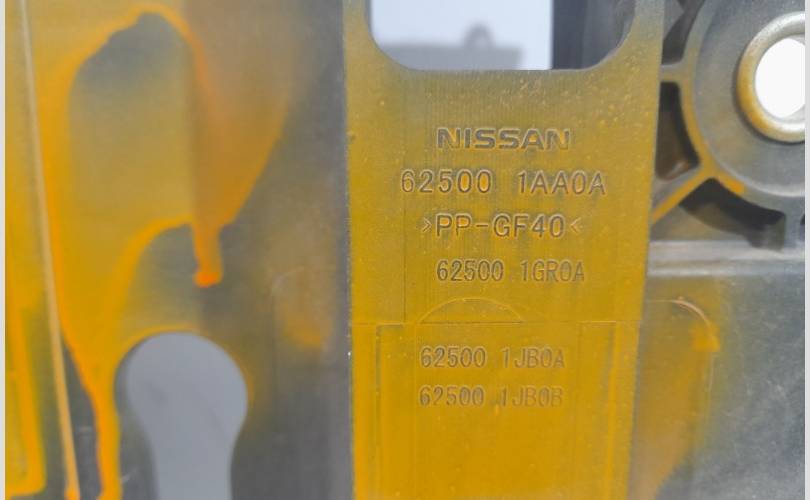 NISSAN
62500 1AA0A
>PP-GF40<
62500 1GR0A
62500 1JB0A
62500 1JB0B